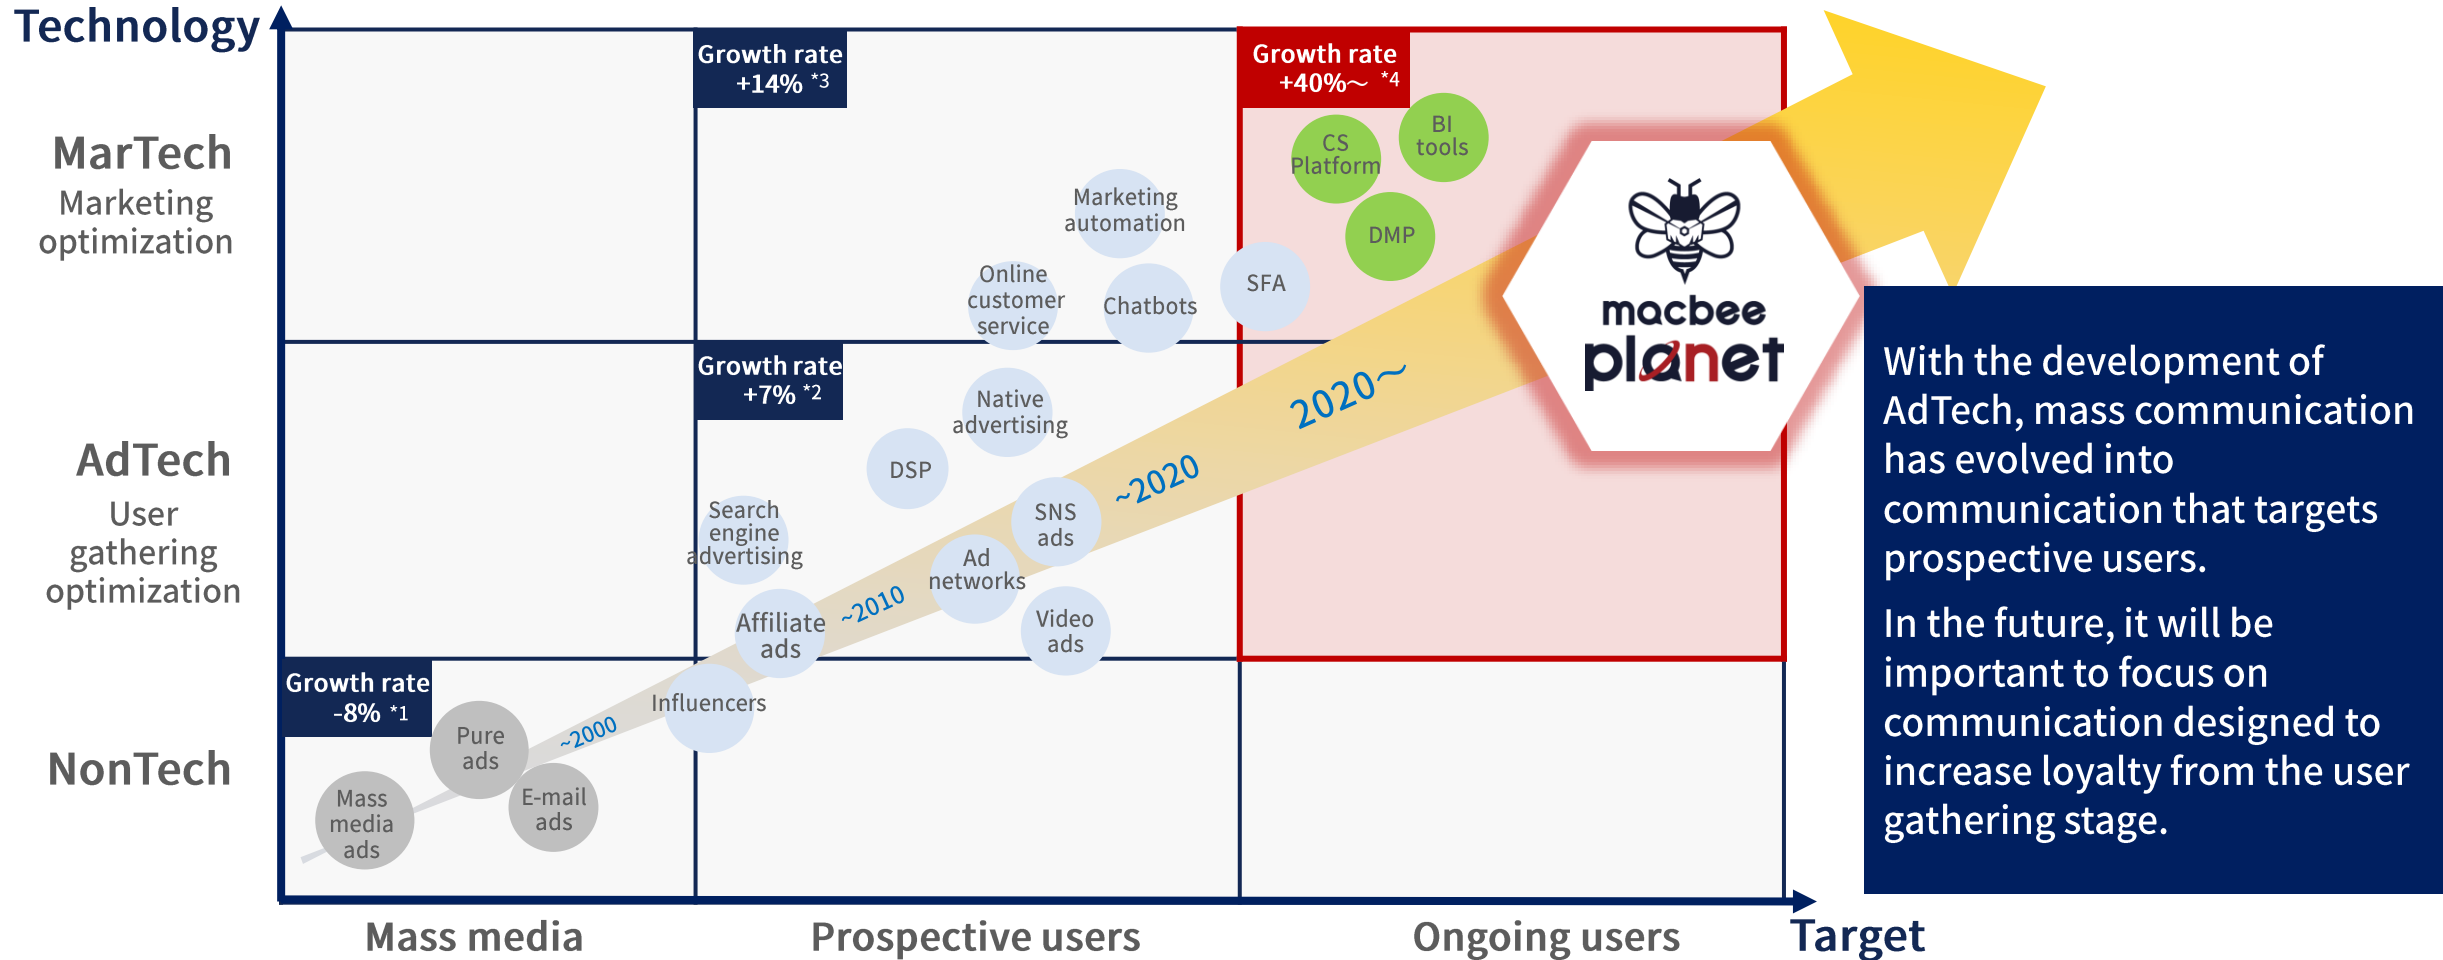 Technology
Growth rate
+14% *3
Growth rate
+40%～ *4
MarTech
Marketing
optimization
CS
Platform
BI
tools
DMP
Marketing
automation
Online
customer
service
Chatbots
SFA
macbee
planet
Growth rate
+7% *2
AdTech
User
gathering
optimization
Native
advertising
DSP
Search
engine
advertising
SNS
ads
Ad
networks
Affiliate
ads
Video
ads
2020～
~2020
~2010
~2000
Growth rate
-8% *1
NonTech
Influencers
Pure
ads
E-mail
ads
Mass
media
ads
With the development of
AdTech, mass communication
has evolved into
communication that targets
prospective users.
In the future, it will be
important to focus on
communication designed to
increase loyalty from the user
gathering stage.
Mass media
Prospective users
Ongoing users
Target